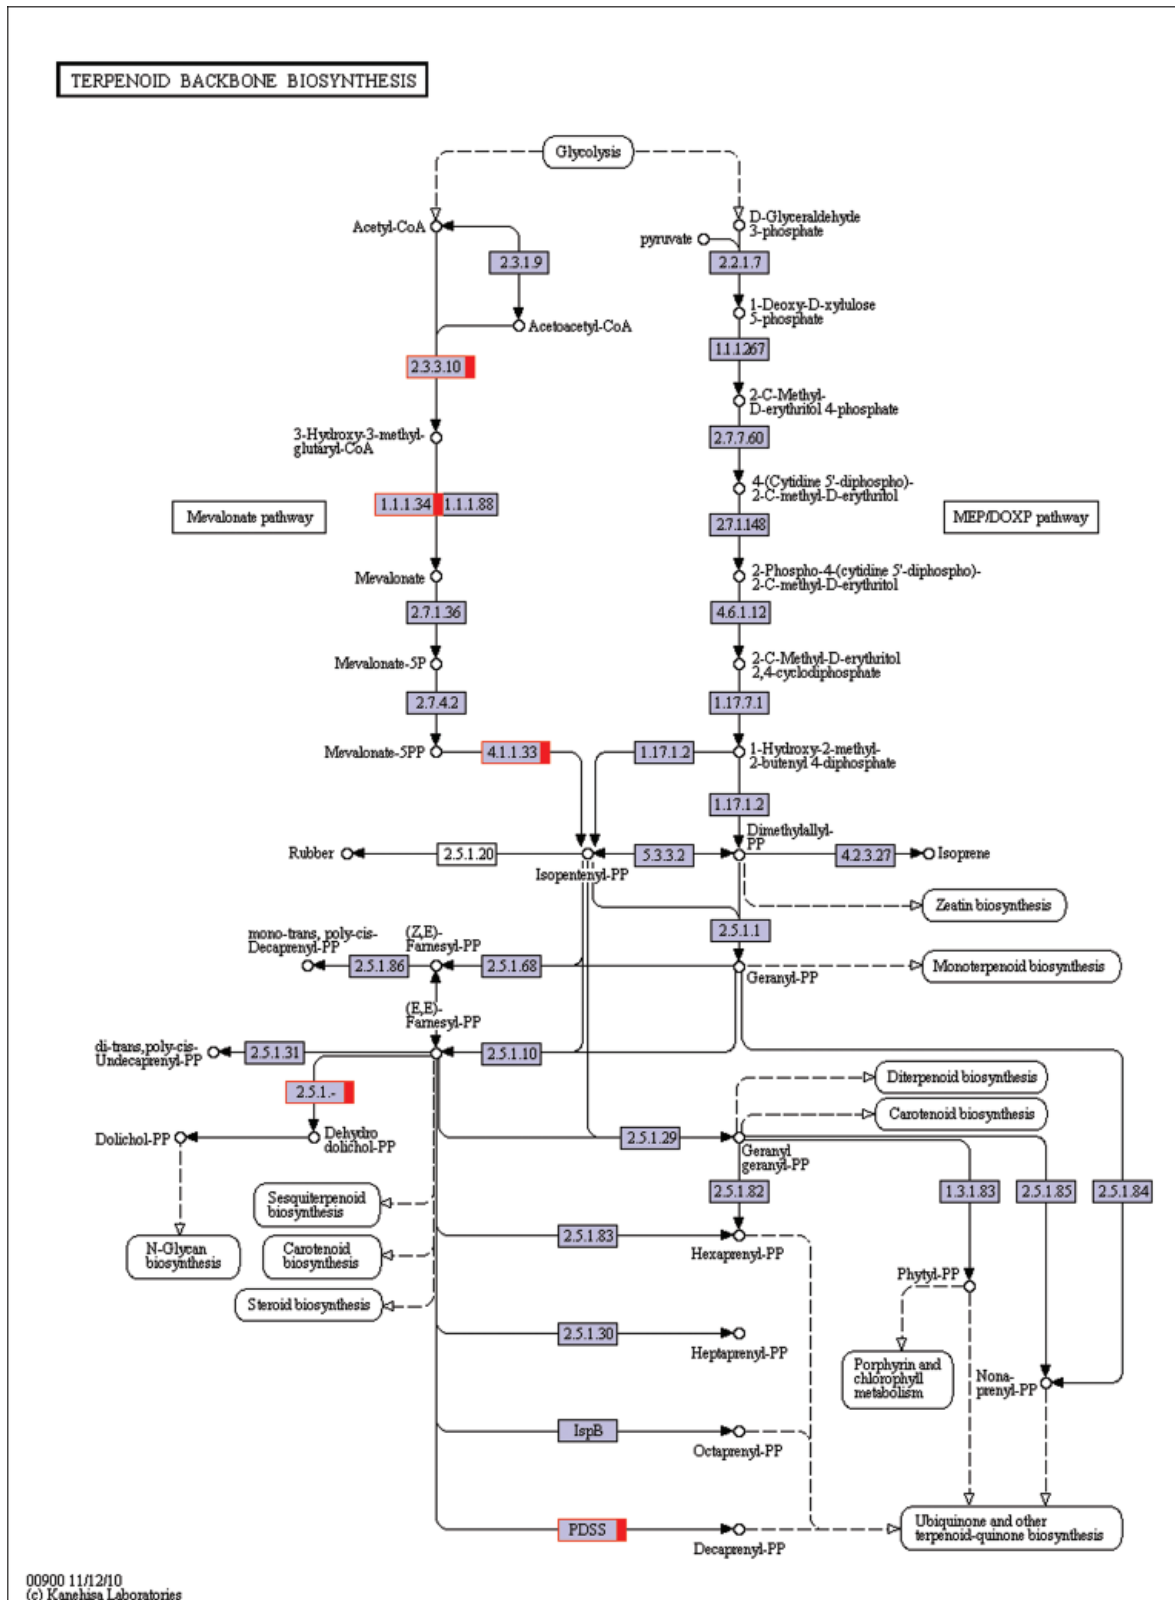 TERPENOID BACKBONE BIOSYNTHESIS
Glycolysis
Acetyl-CoA
D-Glyceraldehyde
3-phosphate
pyruvate
2.3.1.9
2.2.1.7
Acetoacetyl-CoA
1-Deoxy-D-xylulose
5-phosphate
2.3.3.10
1.1.1.267
2-C-Methyl-
D-erythritol 4-phosphate
3-Hydroxy-3-methyl-
glutaryl-CoA
2.7.7.60
1.1.1.34
1.1.1.88
4-(Cytidine 5'-diphospho)-
2-C-methyl-D-erythritol
Mevalonate pathway
MEP/DOXP pathway
2.7.1.148
Mevalonate
2-Phospho-4-(cytidine 5'-diphospho)-
2-C-methyl-D-erythritol
2.7.1.36
4.6.1.12
Mevalonate-5P
2-C-Methyl-D-erythritol
2,4-cyclodiphosphate
2.7.4.2
1.17.7.1
Mevalonate-5PP
4.1.1.33
1.17.1.2
1-Hydroxy-2-methyl-
2-butenyl 4-diphosphate
1.17.1.2
Rubber
2.5.1.20
Isopentenyl-PP
5.3.3.2
Dimethylallyl-
PP
4.2.3.27
Isoprene
Zeatin biosynthesis
2.5.1.1
mono-trans, poly-cis-
Decaprenyl-PP
2.5.1.86
(Z,E)-
Farnesyl-PP
2.5.1.68
Geranyl-PP
Monoterpenoid biosynthesis
(E,E)-
Farnesyl-PP
di-trans,poly-cis-
Undecaprenyl-PP
2.5.1.31
2.5.1.10
2.5.1.-
Diterpenoid biosynthesis
Carotenoid biosynthesis
Dolichol-PP
Dehydro
dolichol-PP
2.5.1.29
Geranyl
geranyl-PP
Sesquiterpenoid
biosynthesis
2.5.1.82
1.3.1.83
2.5.1.85
2.5.1.84
N-Glycan
biosynthesis
Carotenoid
biosynthesis
2.5.1.83
Hexaprenyl-PP
Steroid biosynthesis
Phytyl-PP
2.5.1.30
Heptaprenyl-PP
Porphyrin and
chlorophyll
metabolism
Nona-
prenyl-PP
IspB
Octaprenyl-PP
PDSS
Decaprenyl-PP
Ubiquinone and other
terpenoid-quinone biosynthesis
00900 11/12/10
(c) Kanehisa Laboratories